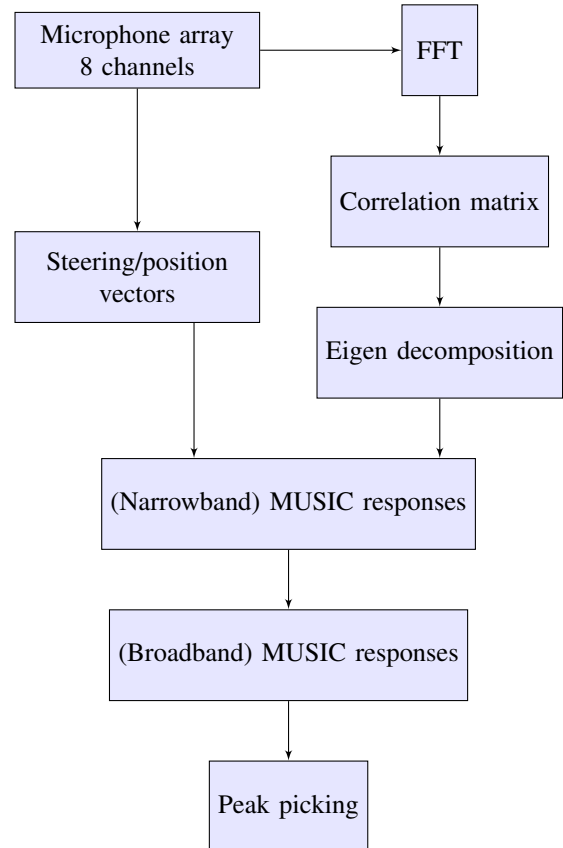 Microphone array
8 channels
FFT
Correlation matrix
Steering/position
vectors
Eigen decomposition
(Narrowband) MUSIC responses
(Broadband) MUSIC responses
Peak picking